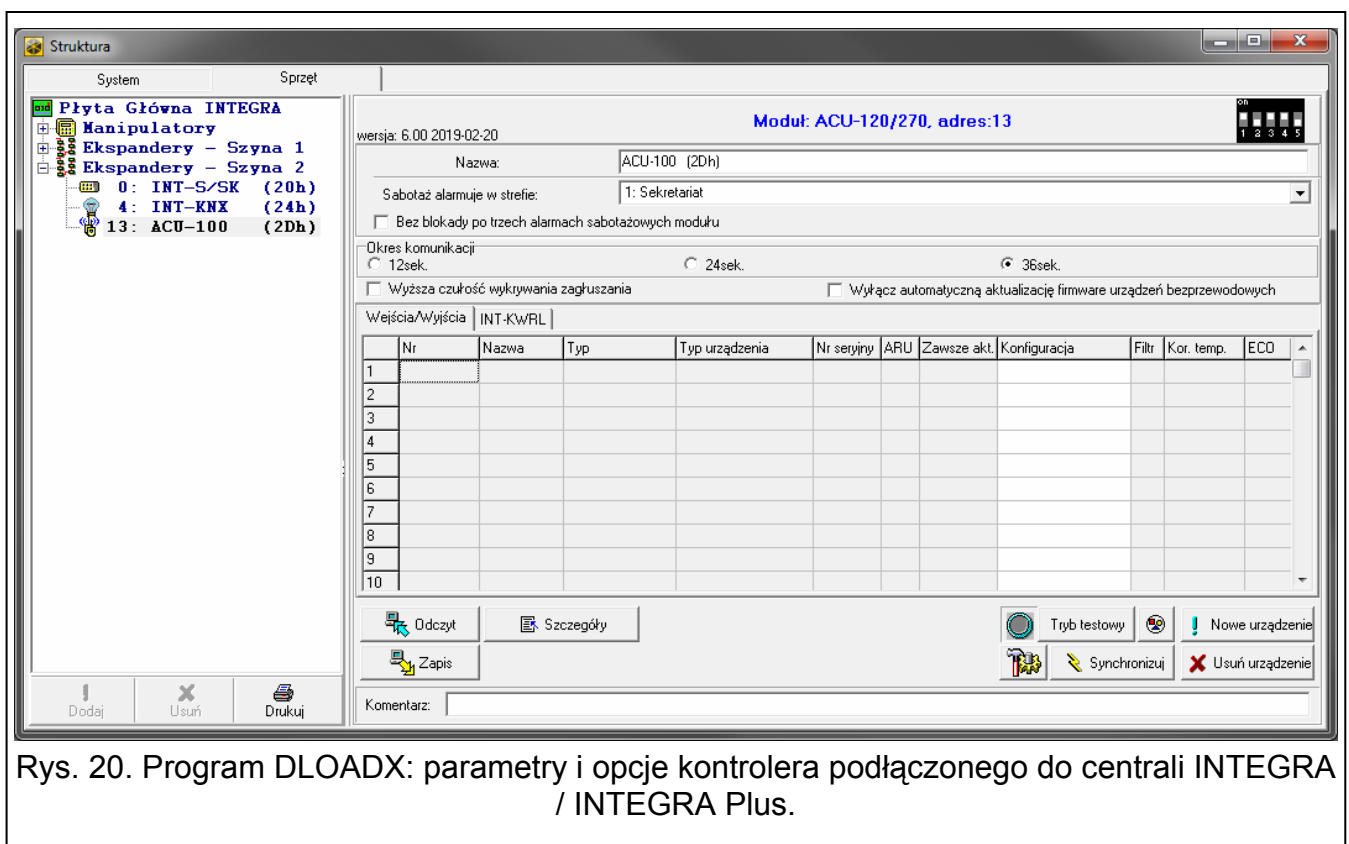 Struktura
System Sprzęt
Płyta Główna INTEGRA
Manipulatory
Ekspandery - Szyna 1
Ekspandery - Szyna 2
0: INT-S/SK (20h)
4: INT-KNX (24h)
13: ACU-100 (2Dh)
Dodaj Usuń Drukuj
wersja: 6.00 2019-02-20
Moduł: ACU-120/270, adres:13
on
1 2 3 4 5
Nazwa: ACU-100 (2Dh)
Sabotaż alarmuje w strefie: 1: Sekretariat
Bez blokady po trzech alarmach sabotażowych modułu
Okres komunikacji
12sek. 24sek. 36sek.
Wyższa czułość wykrywania zagłuszania Wyłącz automatyczną aktualizację firmware urządzeń bezprzewodowych
Wejścia/Wyjścia INT-KWRL
Nr Nazwa Typ Typ urządzenia Nr seryjny ARU Zawsze akt. Konfiguracja Filtr Kor. temp. ECO
1
2
3
4
5
6
7
8
9
10
Odczyt Szczegóły Tryb testowy Nowe urządzenie
Zapis Synchronizuj Usuń urządzenie
Komentarz:
Rys. 20. Program DLOADX: parametry i opcje kontrolera podłączonego do centrali INTEGRA
/ INTEGRA Plus.